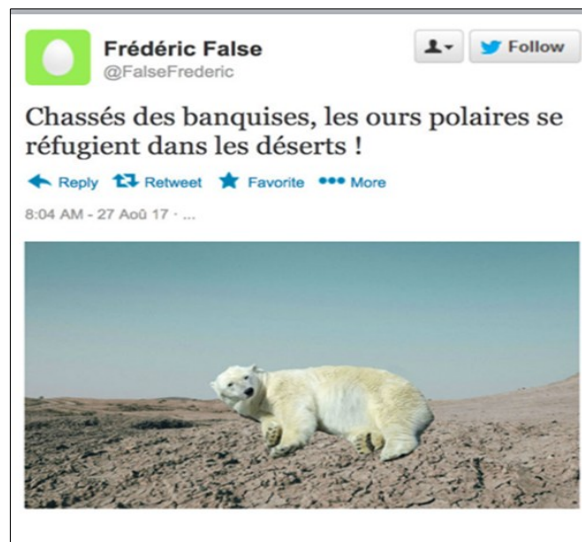 Frédéric False
Follow
@FalseFrederic
Chassés des banquises, les ours polaires se
réfugient dans les déserts !
Reply Retweet Favorite More
8:04 AM - 27 Aoû 17 · ...